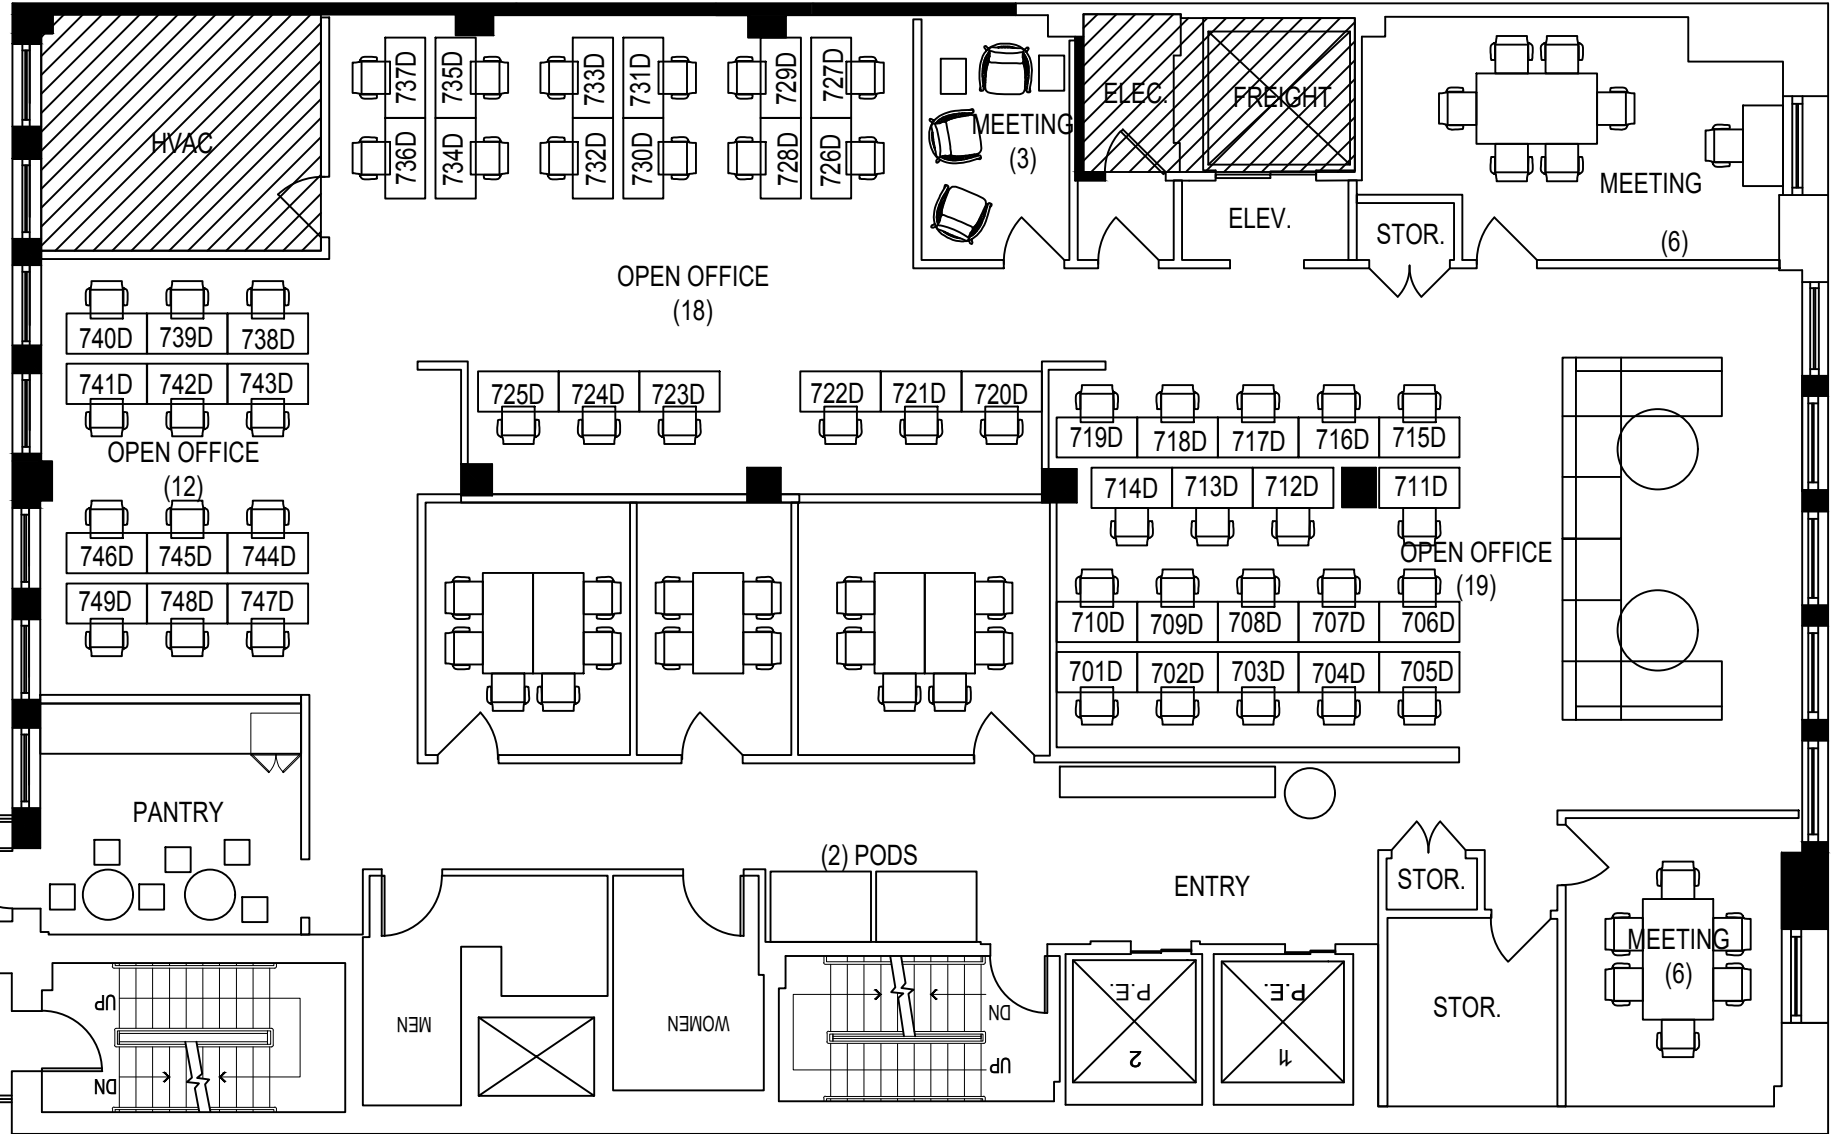 737D
735D
733D
731D
729D
727D
736D
734D
732D
730D
728D
726D
HVAC
MEETING
(3)
ELEC.
FREIGHT
MEETING
(6)
ELEV.
STOR.
OPEN OFFICE
(18)
740D 739D 738D
741D 742D 743D
OPEN OFFICE
(12)
746D 745D 744D
749D 748D 747D
725D 724D 723D
722D 721D 720D
719D 718D 717D 716D 715D
714D 713D 712D 711D
OPEN OFFICE
(19)
710D 709D 708D 707D 706D
701D 702D 703D 704D 705D
PANTRY
(2) PODS
ENTRY
STOR.
MEETING
(6)
STOR.
UP
DN
MEN
WOMEN
DN
UP
P.E.
2
P.E.
11